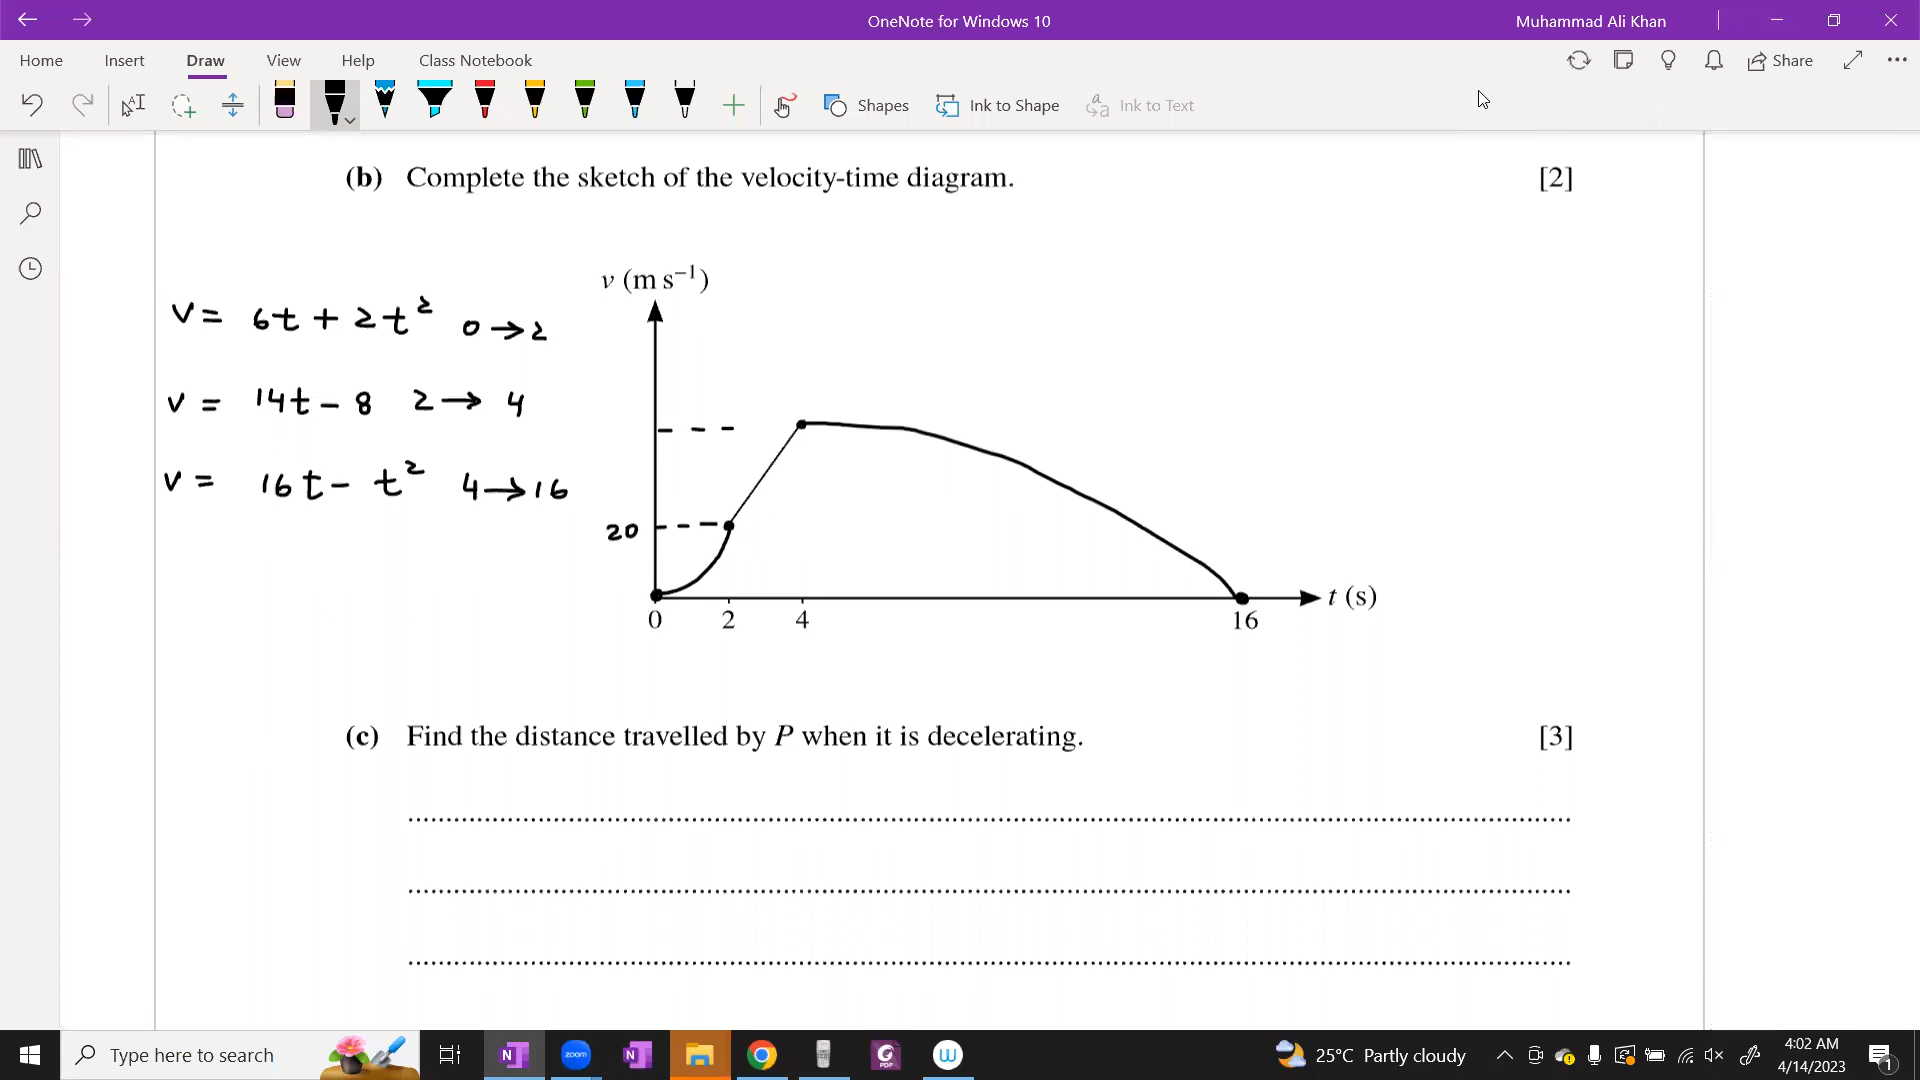 OneNote for Windows 10
Muhammad Ali Khan
Home Insert Draw View Help Class Notebook
Share
Shapes Ink to Shape Ink to Text
(b) Complete the sketch of the velocity-time diagram. [2]
v (m s⁻¹)
v = 6t + 2t² 0 → 2
v = 14t - 8 2 → 4
v = 16t - t² 4 → 16
20
0 2 4 16
t (s)
(c) Find the distance travelled by P when it is decelerating. [3]
Type here to search
zoom
25°C Partly cloudy
4:02 AM
4/14/2023
1